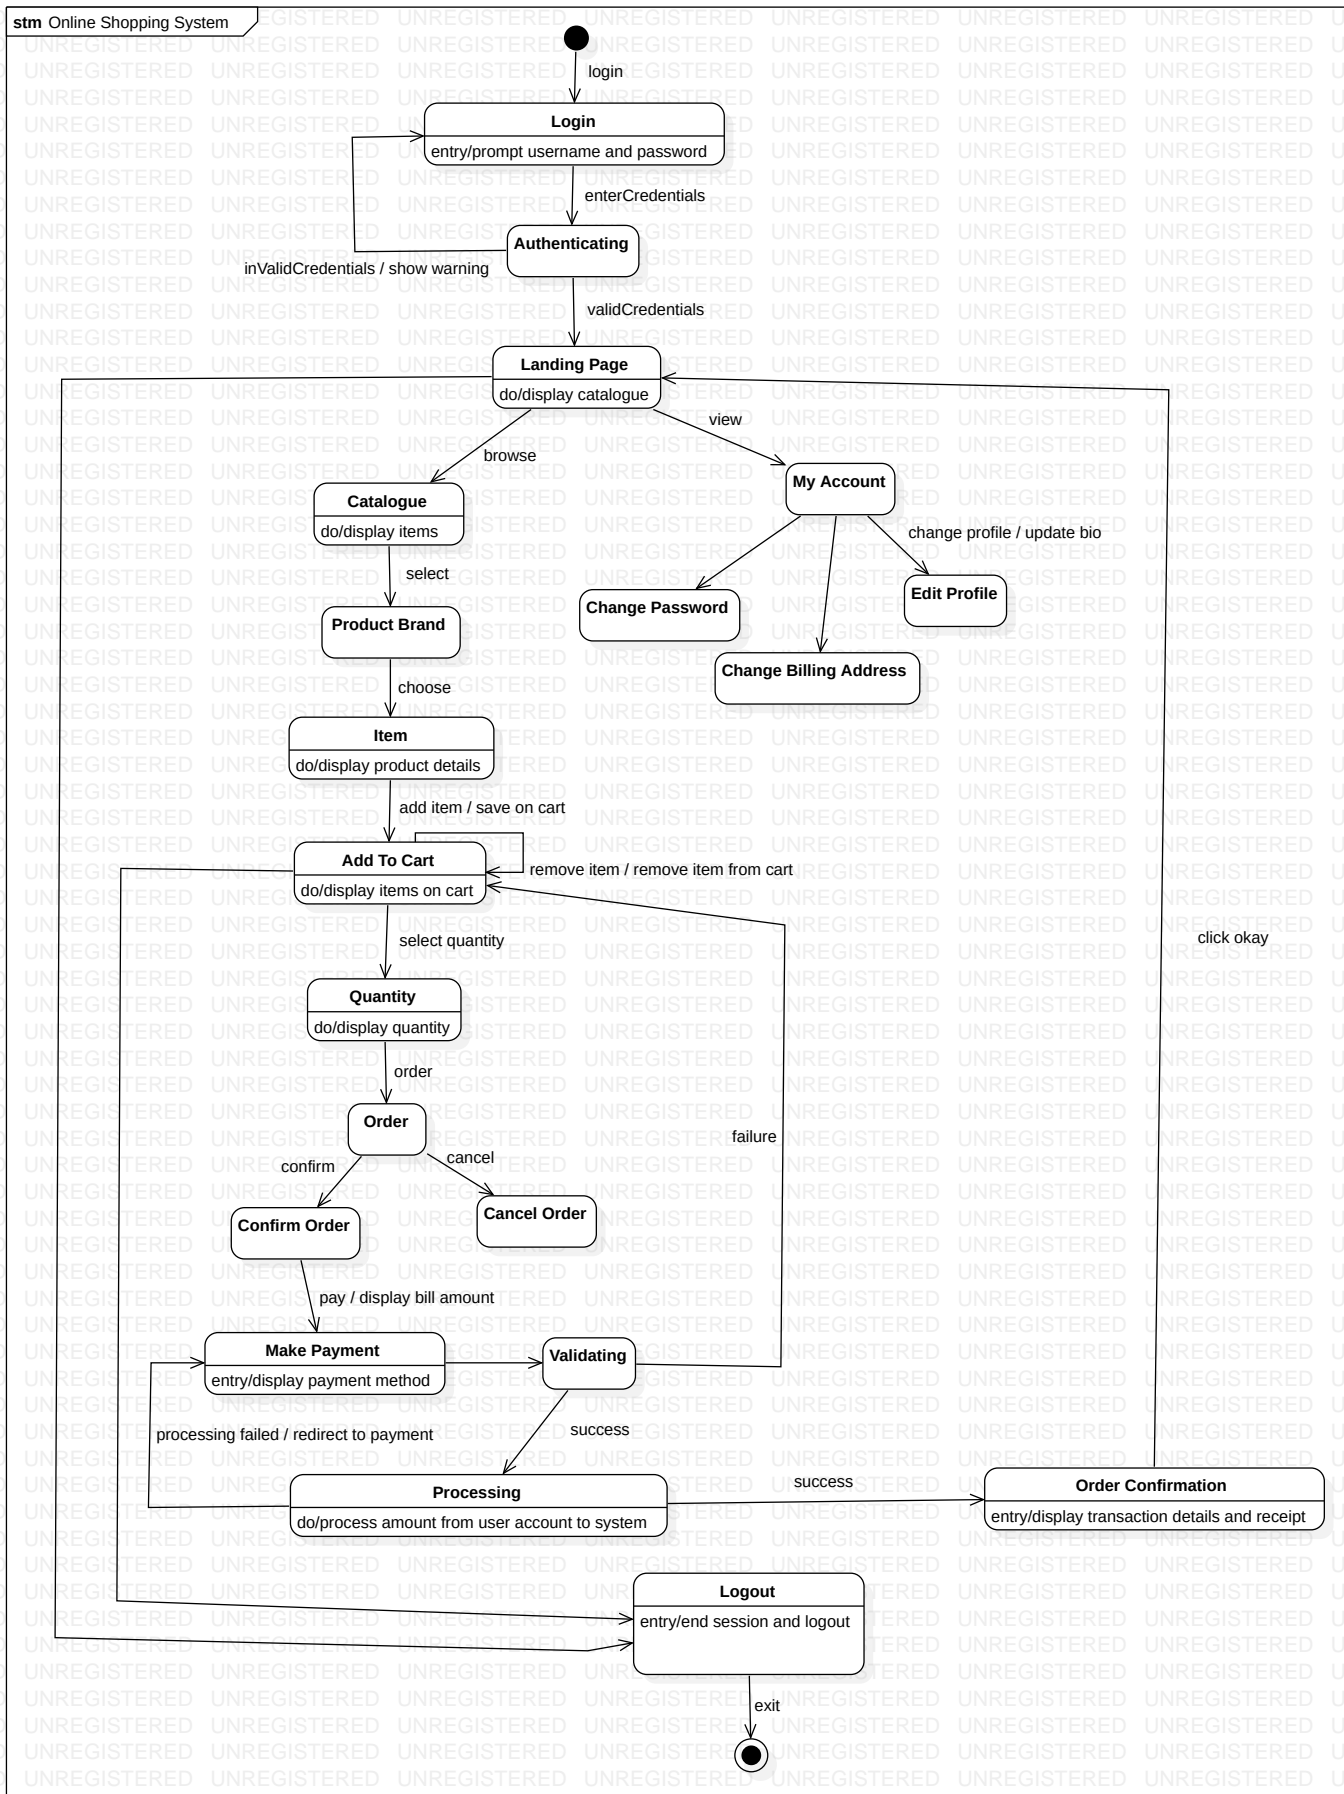 stm Online Shopping System
login
Login
entry/prompt username and password
enterCredentials
Authenticating
inValidCredentials / show warning
validCredentials
Landing Page
do/display catalogue
view
browse
My Account
Catalogue
do/display items
change profile / update bio
select
Edit Profile
Change Password
Product Brand
Change Billing Address
choose
Item
do/display product details
add item / save on cart
Add To Cart
do/display items on cart
remove item / remove item from cart
click okay
select quantity
Quantity
do/display quantity
order
Order
failure
confirm
cancel
Confirm Order
Cancel Order
pay / display bill amount
Make Payment
entry/display payment method
Validating
processing failed / redirect to payment
success
Processing
do/process amount from user account to system
success
Order Confirmation
entry/display transaction details and receipt
Logout
entry/end session and logout
exit
UNREGISTERED